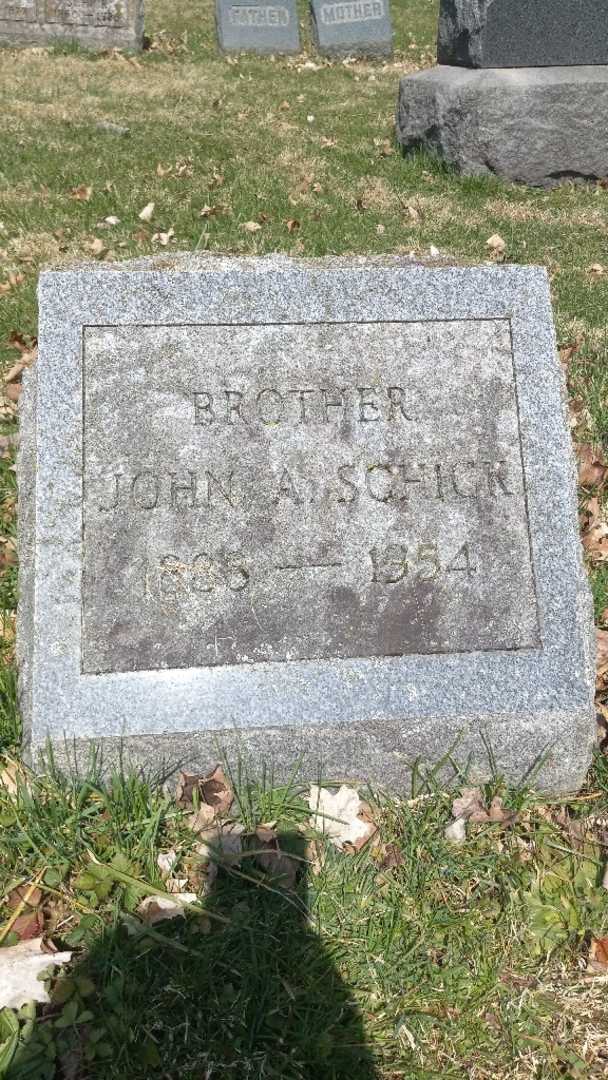 FATHER
MOTHER
BROTHER
JOHN A. SCHICK
1886 — 1954